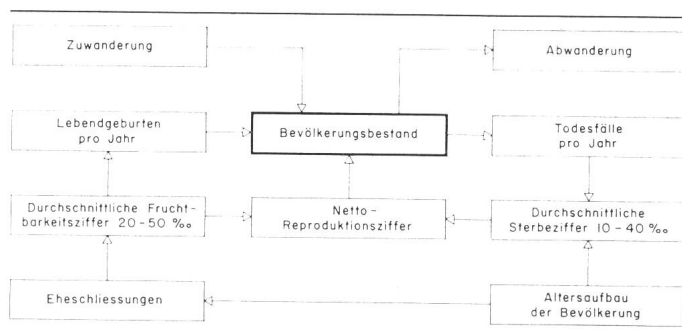 Zuwanderung
Abwanderung
Lebendgeburten
pro Jahr
Bevölkerungsbestand
Todesfälle
pro Jahr
Durchschnittliche Frucht-
barkeitsziffer 20-50 ‰
Netto-
Reproduktionsziffer
Durchschnittliche
Sterbeziffer 10-40 ‰
Eheschliessungen
Altersaufbau
der Bevölkerung